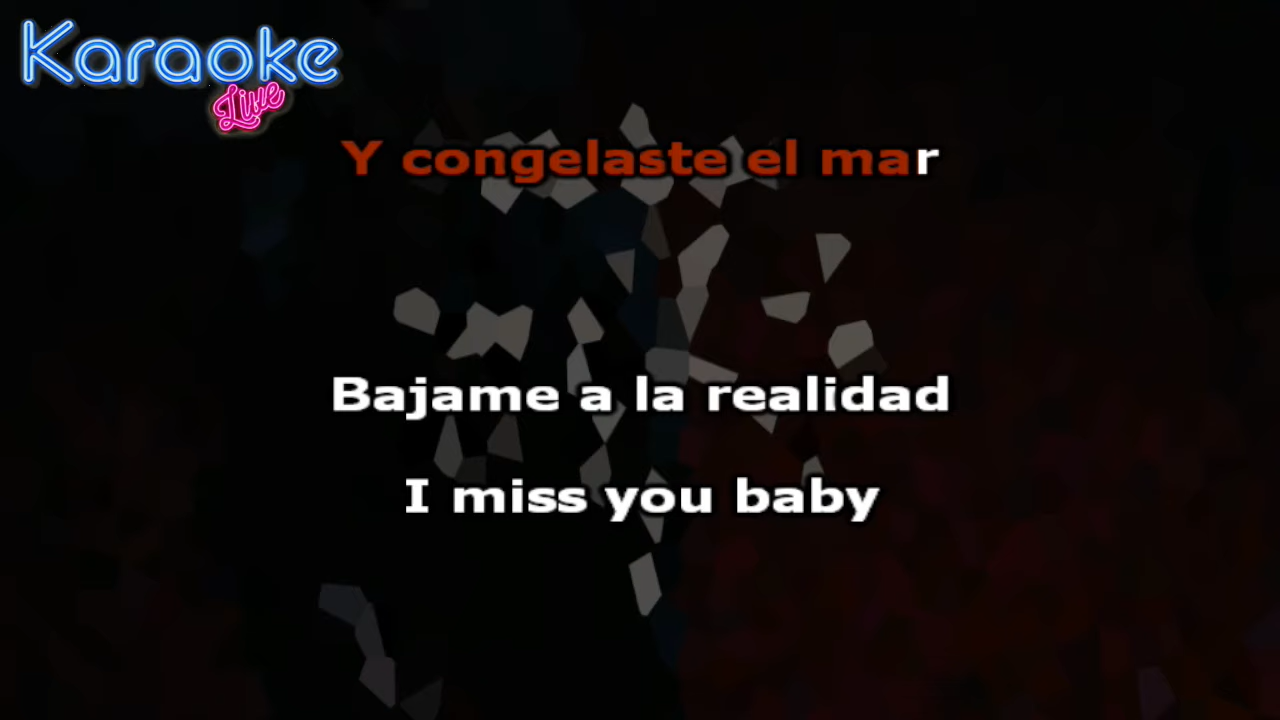 Karaoke
Live
Y congelaste el mar
Bajame a la realidad
I miss you baby